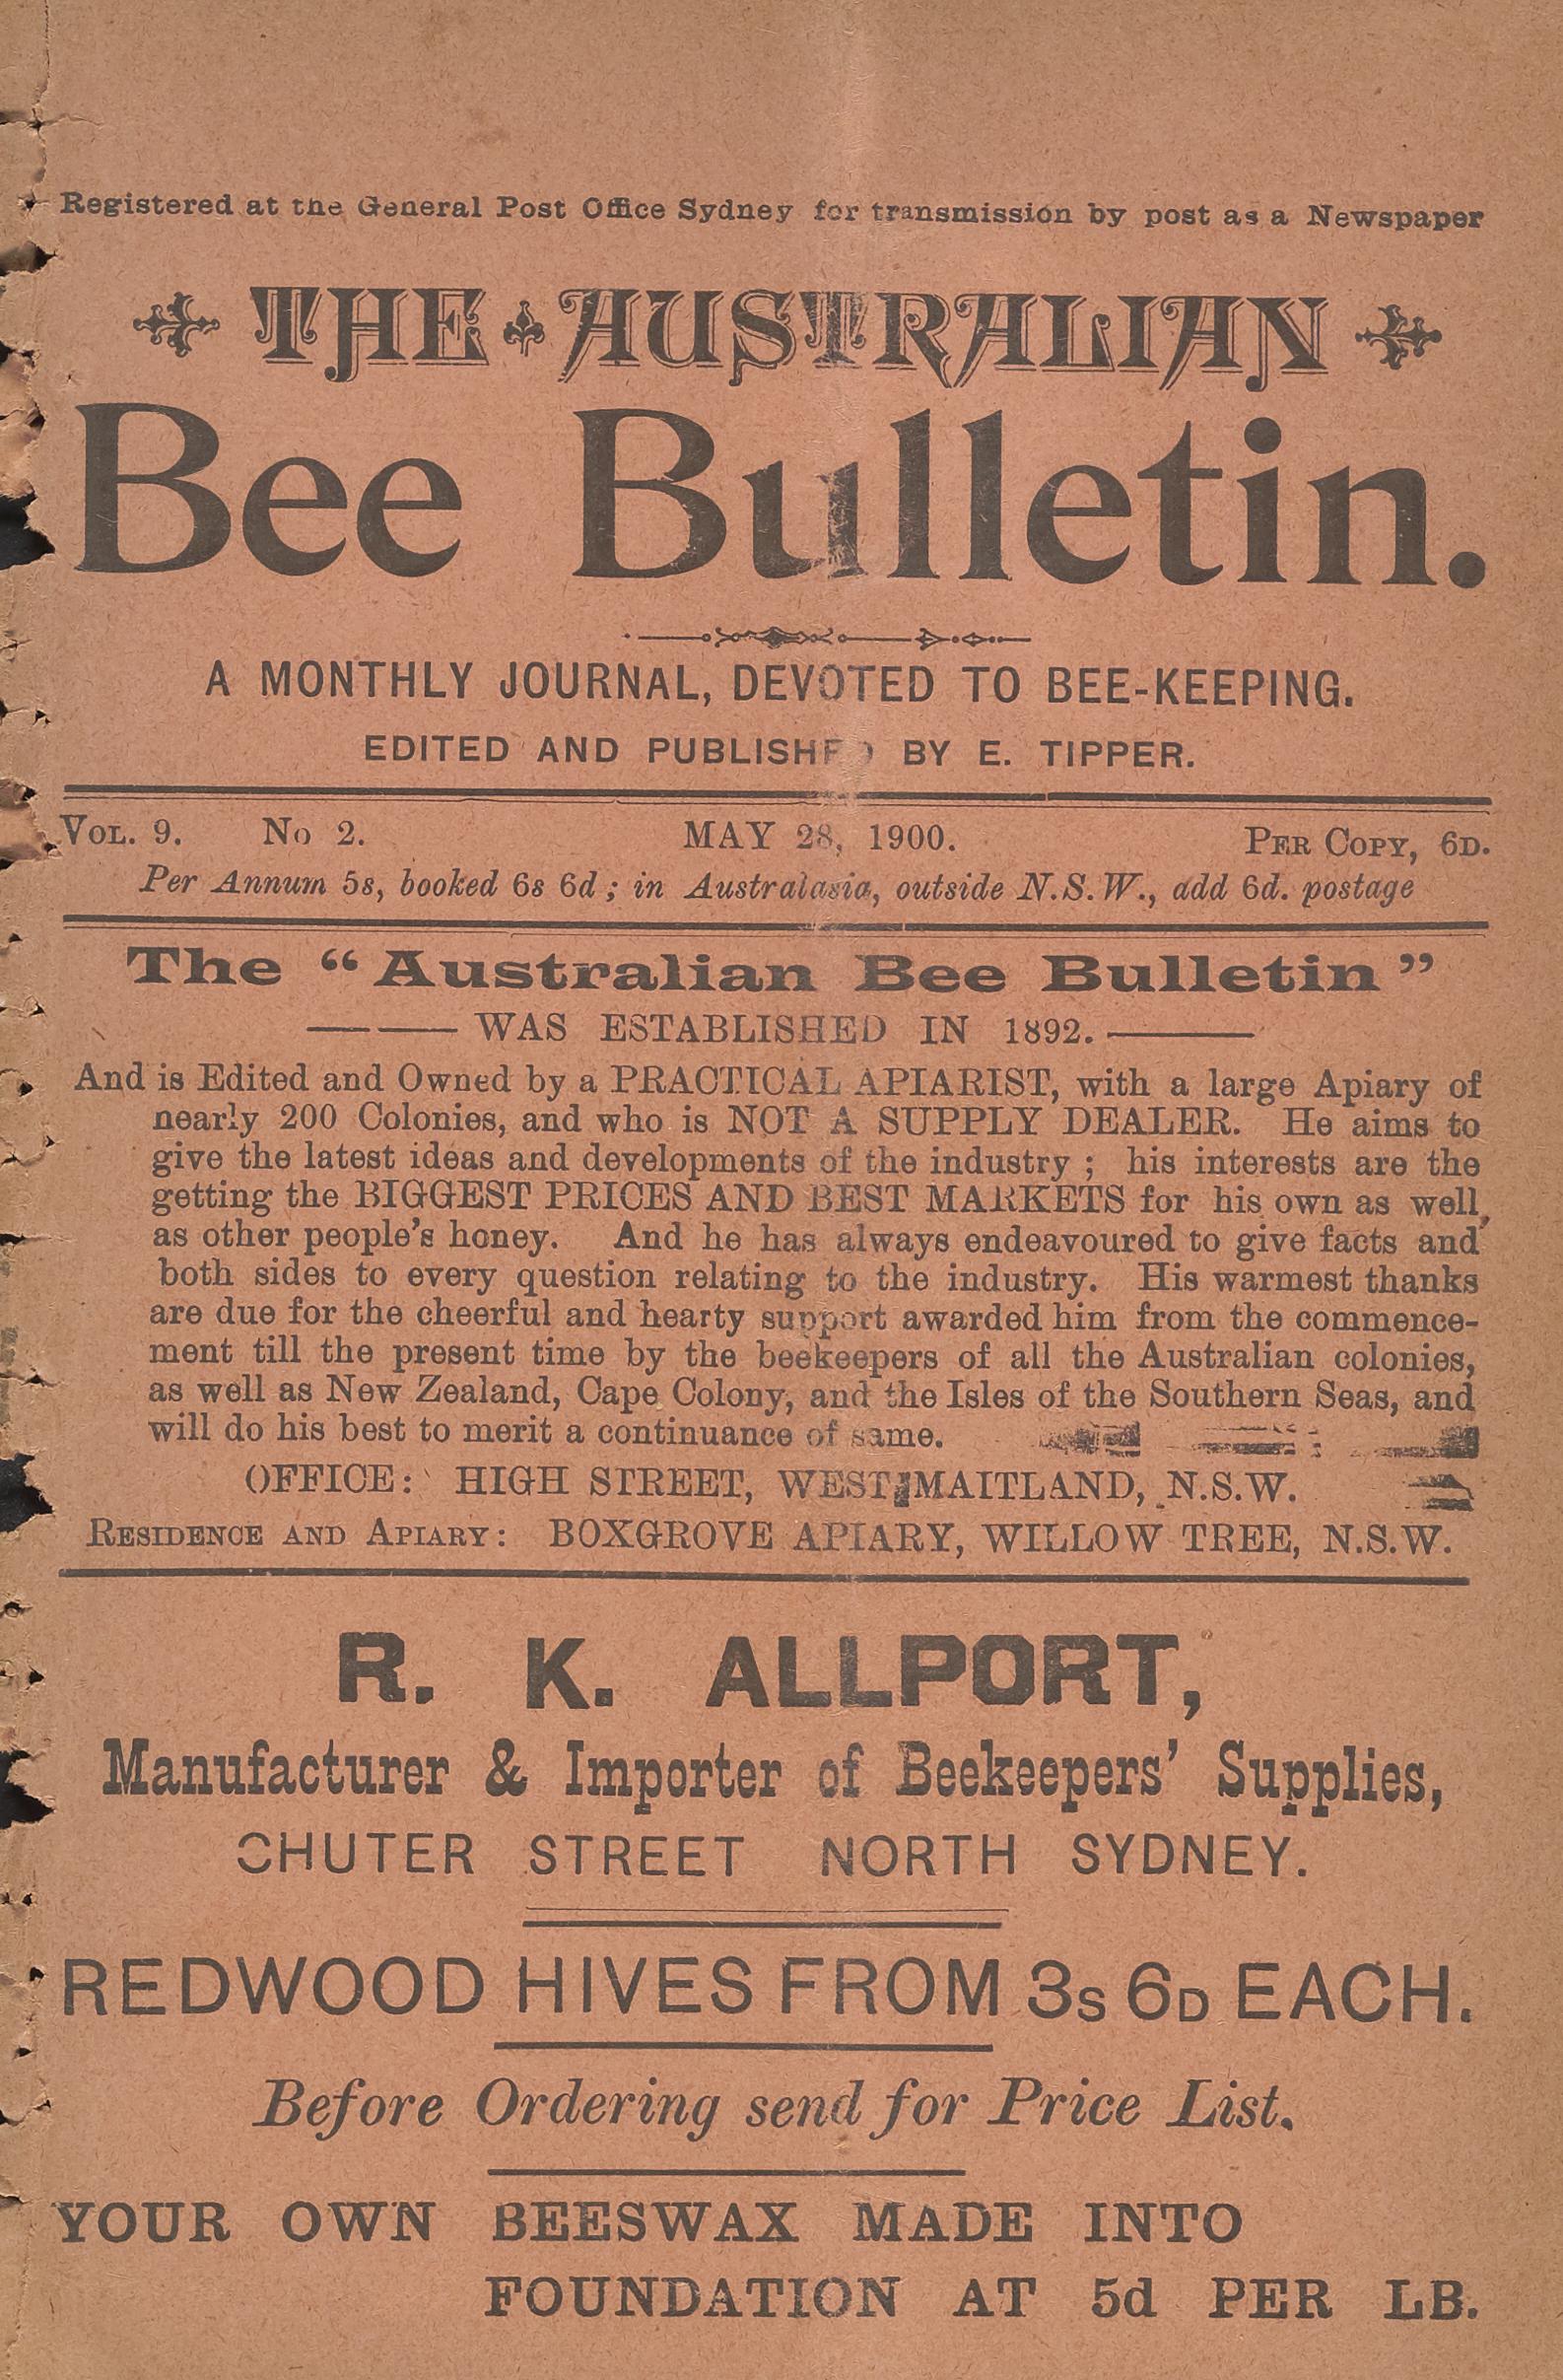 Registered at the General Post Office Sydney for transmission by post as a Newspaper
THE AUSTRALIAN
Bee Bulletin.
A MONTHLY JOURNAL, DEVOTED TO BEE-KEEPING.
EDITED AND PUBLISHED BY E. TIPPER.
VOL. 9. No 2. MAY 28, 1900. PER COPY, 6D.
Per Annum 5s, booked 6s 6d ; in Australasia, outside N.S.W., add 6d. postage
The "Australian Bee Bulletin"
WAS ESTABLISHED IN 1892.
And is Edited and Owned by a PRACTICAL APIARIST, with a large Apiary of
nearly 200 Colonies, and who is NOT A SUPPLY DEALER. He aims to
give the latest ideas and developments of the industry ; his interests are the
getting the BIGGEST PRICES AND BEST MARKETS for his own as well,
as other people's honey. And he has always endeavoured to give facts and
both sides to every question relating to the industry. His warmest thanks
are due for the cheerful and hearty support awarded him from the commence-
ment till the present time by the beekeepers of all the Australian colonies,
as well as New Zealand, Cape Colony, and the Isles of the Southern Seas, and
will do his best to merit a continuance of same.
OFFICE: HIGH STREET, WEST MAITLAND, N.S.W.
RESIDENCE AND APIARY: BOXGROVE APIARY, WILLOW TREE, N.S.W.
R. K. ALLPORT,
Manufacturer & Importer of Beekeepers' Supplies,
CHUTER STREET NORTH SYDNEY.
REDWOOD HIVES FROM 3S 6D EACH.
Before Ordering send for Price List.
YOUR OWN BEESWAX MADE INTO
FOUNDATION AT 5d PER LB.